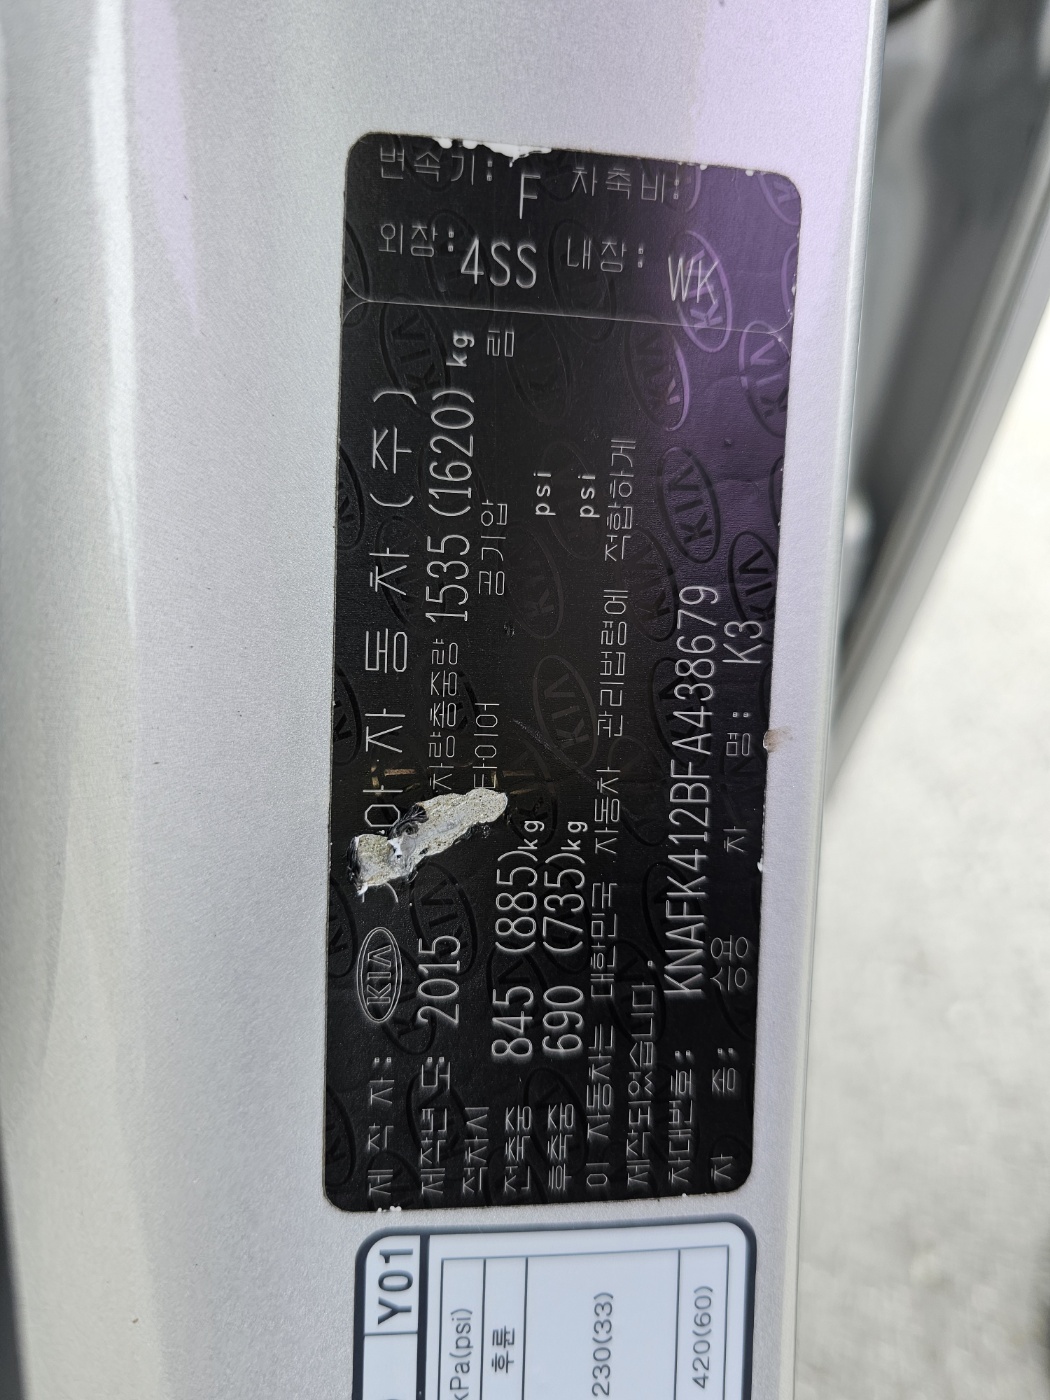 제 작 자: KIA 기아자동차(주)
제작년도: 2015 차량총중량 1535(1620) kg
적차시 타이어 공기압 림
전축중 845 (885)kg psi
후축중 690 (735)kg psi
이 자동차는 대한민국 자동차 관리법령에 적합하게
제작되었습니다.
차대번호: KNAFK412BFA438679
차 종: 승용 차 명: K3
변속기: F 차축비:
외장: 4SS 내장: WK
Y01
kPa(psi)
후륜
230(33)
420(60)